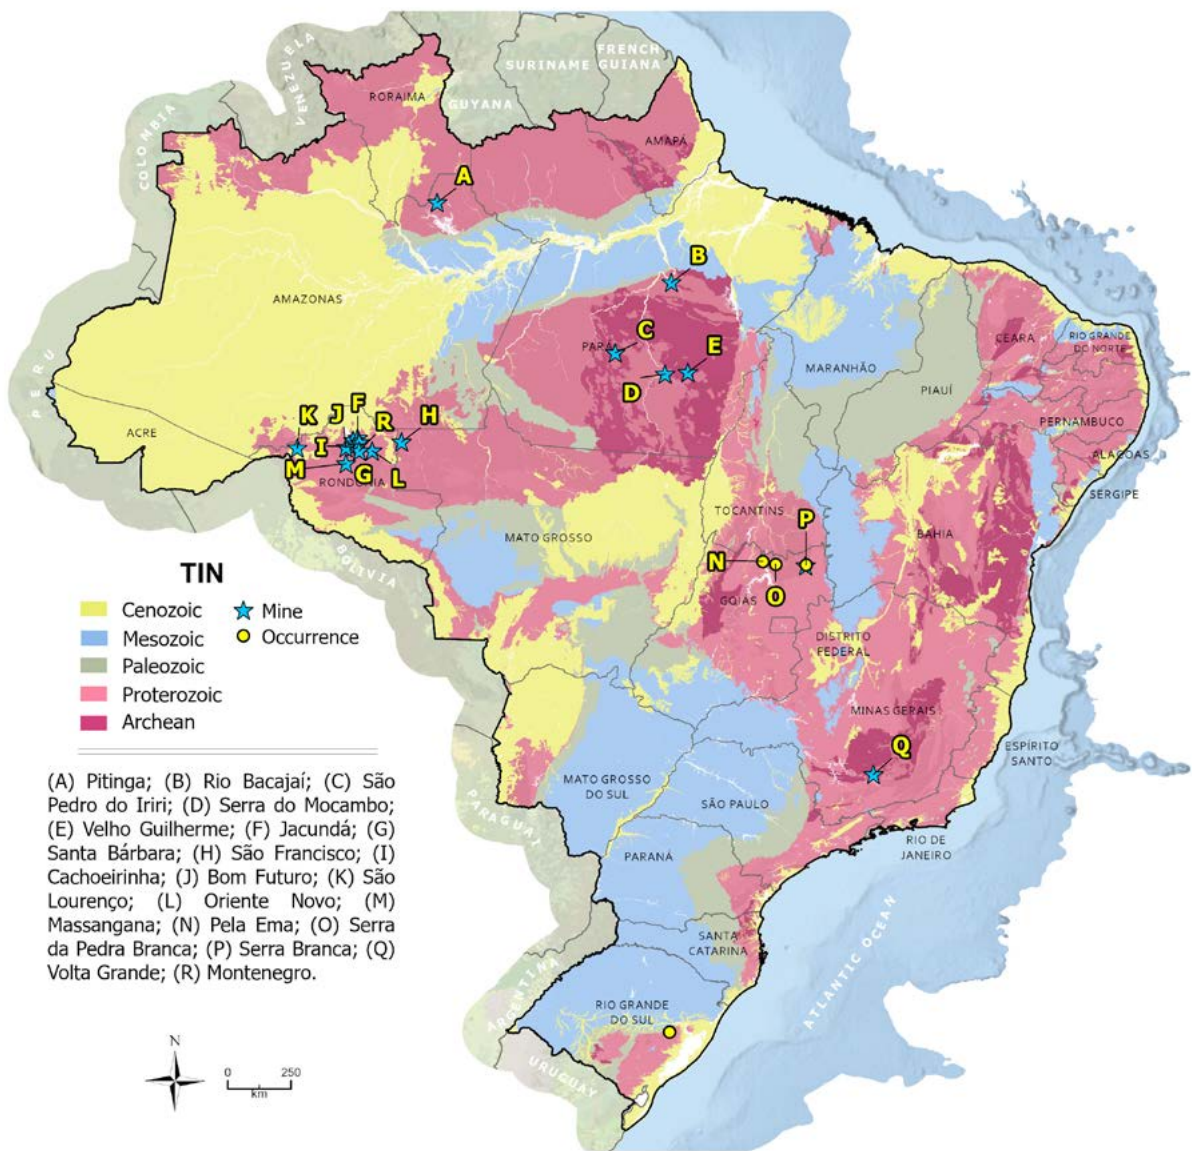 VENEZUELA
COLOMBIA
SURINAME
FRENCH
GUIANA
GUYANA
RORAIMA
AMAPÁ
A
B
AMAZONAS
C
PARÁ
E
D
CEARA
RIO GRANDE
DO NORTE
MARANHÃO
PIAUÍ
PERU
PERNAMBUCO
ACRE
K
J
F
R
H
I
ALAGOAS
M
G
L
RONDONIA
SERGIPE
TOCANTINS
P
BAHIA
MATO GROSSO
BOLIVIA
N
O
GOIÁS
DISTRITO
FEDERAL
TIN
Cenozoic
Mesozoic
Paleozoic
Proterozoic
Archean
Mine
Occurrence
MINAS GERAIS
Q
ESPÍRITO
SANTO
MATO GROSSO
DO SUL
SÃO PAULO
PARAGUAI
RIO DE
JANEIRO
PARANÁ
(A) Pitinga; (B) Rio Bacajaí; (C) São
Pedro do Iriri; (D) Serra do Mocambo;
(E) Velho Guilherme; (F) Jacundá; (G)
Santa Bárbara; (H) São Francisco; (I)
Cachoeirinha; (J) Bom Futuro; (K) São
Lourenço; (L) Oriente Novo; (M)
Massangana; (N) Pela Ema; (O) Serra
da Pedra Branca; (P) Serra Branca; (Q)
Volta Grande; (R) Montenegro.
SANTA
CATARINA
ATLANTIC OCEAN
ARGENTINA
RIO GRANDE
DO SUL
URUGUAY
N
0 250
km